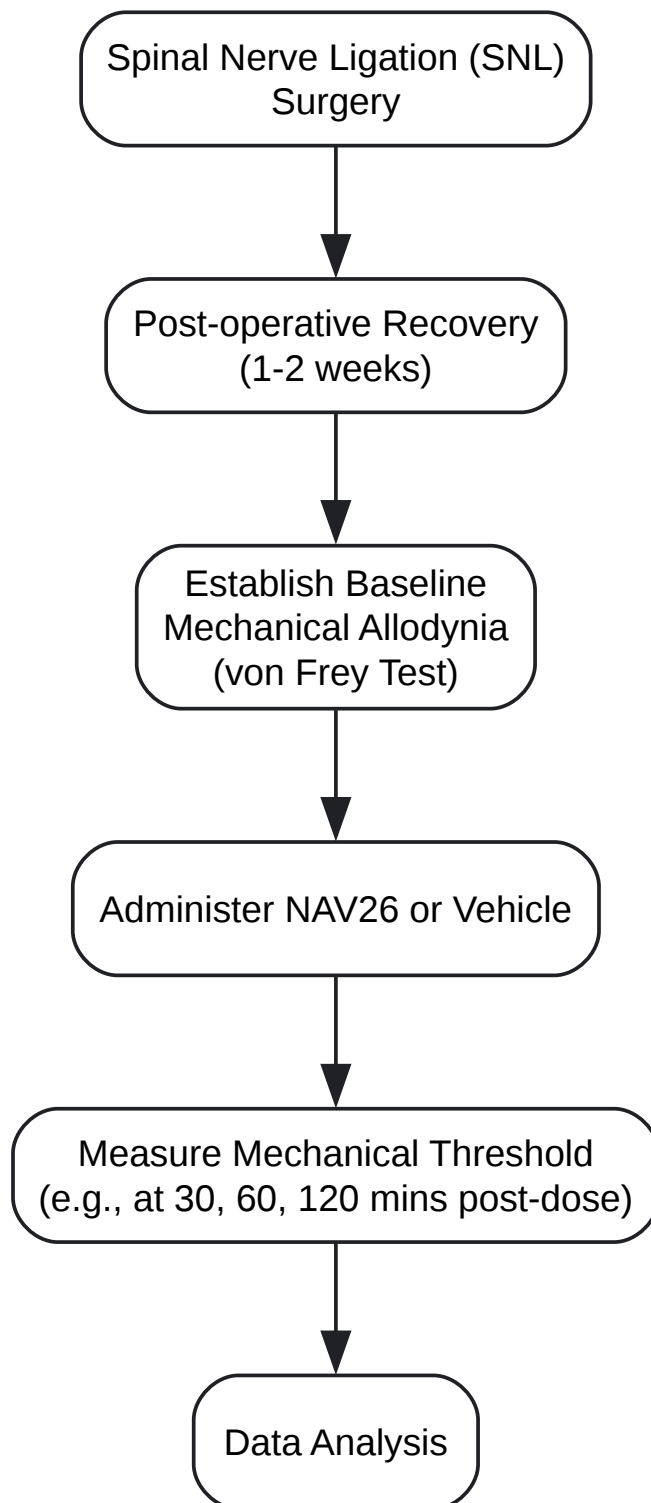 Spinal Nerve Ligation (SNL)
Surgery
Post-operative Recovery
(1-2 weeks)
Establish Baseline
Mechanical Allodynia
(von Frey Test)
Administer NAV26 or Vehicle
Measure Mechanical Threshold
(e.g., at 30, 60, 120 mins post-dose)
Data Analysis